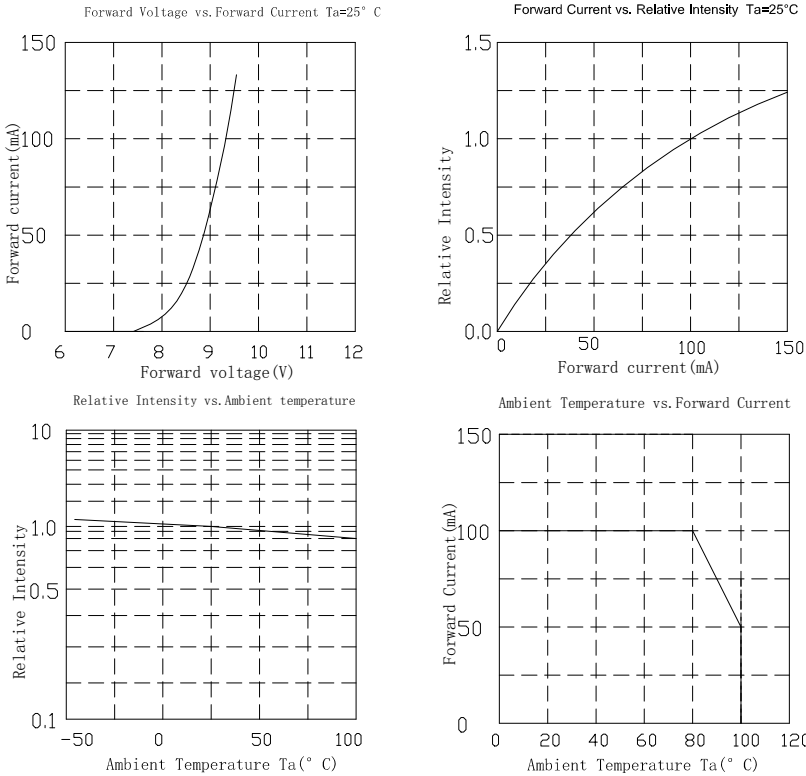 Forward Voltage vs.Forward Current Ta=25° C
150
100
50
0
Forward current(mA)
6 7 8 9 10 11 12
Forward voltage(V)
Forward Current vs. Relative Intensity Ta=25°C
1.5
1.0
0.5
0.0
Relative Intensity
0 50 100 150
Forward current(mA)
Relative Intensity vs.Ambient temperature
10
1.0
0.5
0.1
Relative Intensity
-50 0 50 100
Ambient Temperature Ta(° C)
Ambient Temperature vs.Forward Current
150
100
50
0
Forward Current(mA)
0 20 40 60 80 100 120
Ambient Temperature Ta(° C)